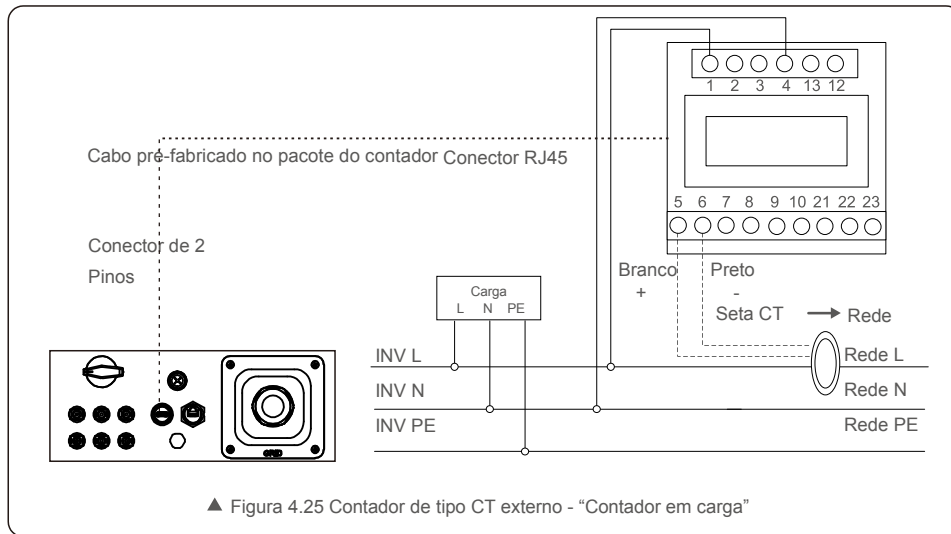 1 2 3 4 13 12
Cabo pré-fabricado no pacote do contador Conector RJ45
5 6 7 8 9 10 21 22 23
Conector de 2
Pinos
Branco Preto
+ -
Seta CT → Rede
Carga
L N PE
INV L Rede L
INV N Rede N
INV PE Rede PE
GRID
▲ Figura 4.25 Contador de tipo CT externo - “Contador em carga”